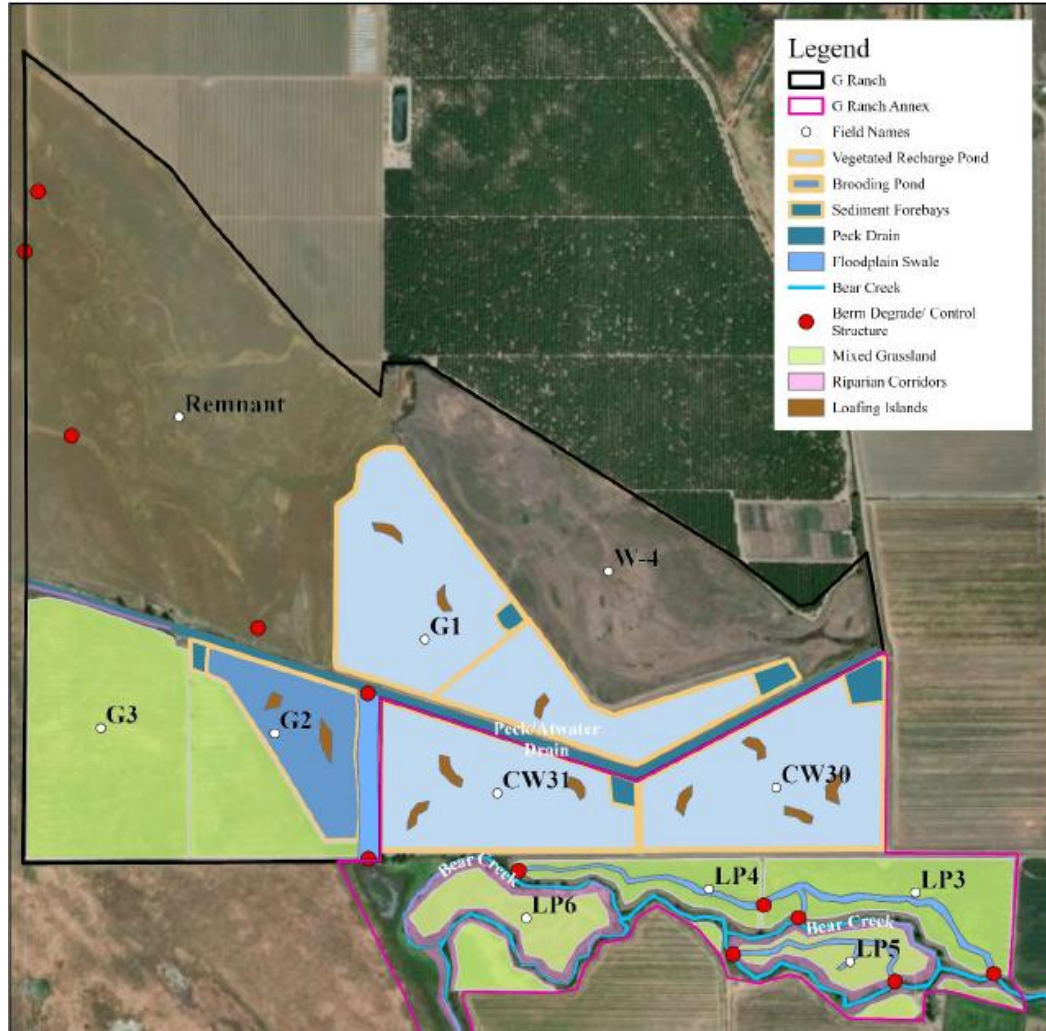 Legend
G Ranch
G Ranch Annex
Field Names
Vegetated Recharge Pond
Brooding Pond
Sediment Forebays
Peck Drain
Floodplain Swale
Bear Creek
Berm Degrade/ Control
Structure
Mixed Grassland
Riparian Corridors
Loafing Islands
Remnant
W-4
G1
G3
G2
Peck/Atwater
Drain
CW31
CW30
Bear Creek
LP4
LP3
LP6
Bear Creek
LP5